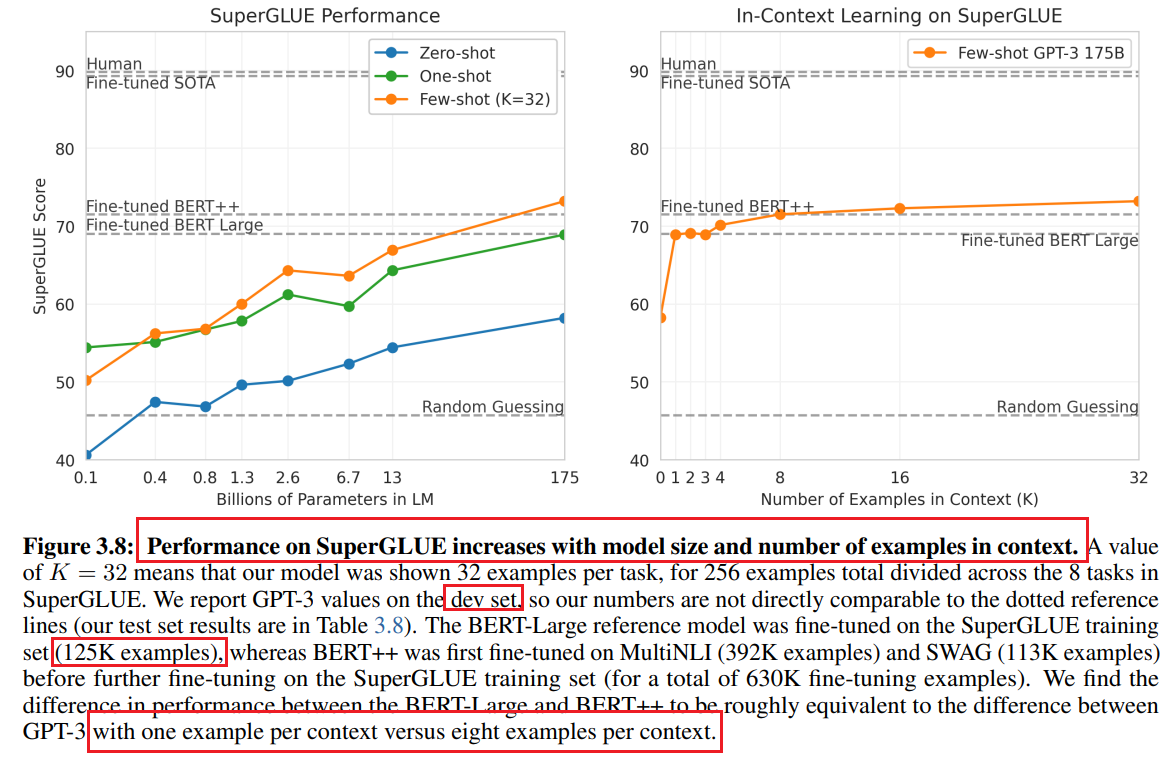 SuperGLUE Performance
90
80
70
60
50
40
SuperGLUE Score
Human
Fine-tuned SOTA
Fine-tuned BERT++
Fine-tuned BERT Large
Random Guessing
Zero-shot
One-shot
Few-shot (K=32)
0.1 0.4 0.8 1.3 2.6 6.7 13 175
Billions of Parameters in LM
In-Context Learning on SuperGLUE
90
80
70
60
50
40
Human
Fine-tuned SOTA
Fine-tuned BERT++
Fine-tuned BERT Large
Random Guessing
Few-shot GPT-3 175B
0 1 2 3 4 8 16 32
Number of Examples in Context (K)
Figure 3.8: Performance on SuperGLUE increases with model size and number of examples in context. A value
of K = 32 means that our model was shown 32 examples per task, for 256 examples total divided across the 8 tasks in
SuperGLUE. We report GPT-3 values on the dev set, so our numbers are not directly comparable to the dotted reference
lines (our test set results are in Table 3.8). The BERT-Large reference model was fine-tuned on the SuperGLUE training
set (125K examples), whereas BERT++ was first fine-tuned on MultiNLI (392K examples) and SWAG (113K examples)
before further fine-tuning on the SuperGLUE training set (for a total of 630K fine-tuning examples). We find the
difference in performance between the BERT-Large and BERT++ to be roughly equivalent to the difference between
GPT-3 with one example per context versus eight examples per context.